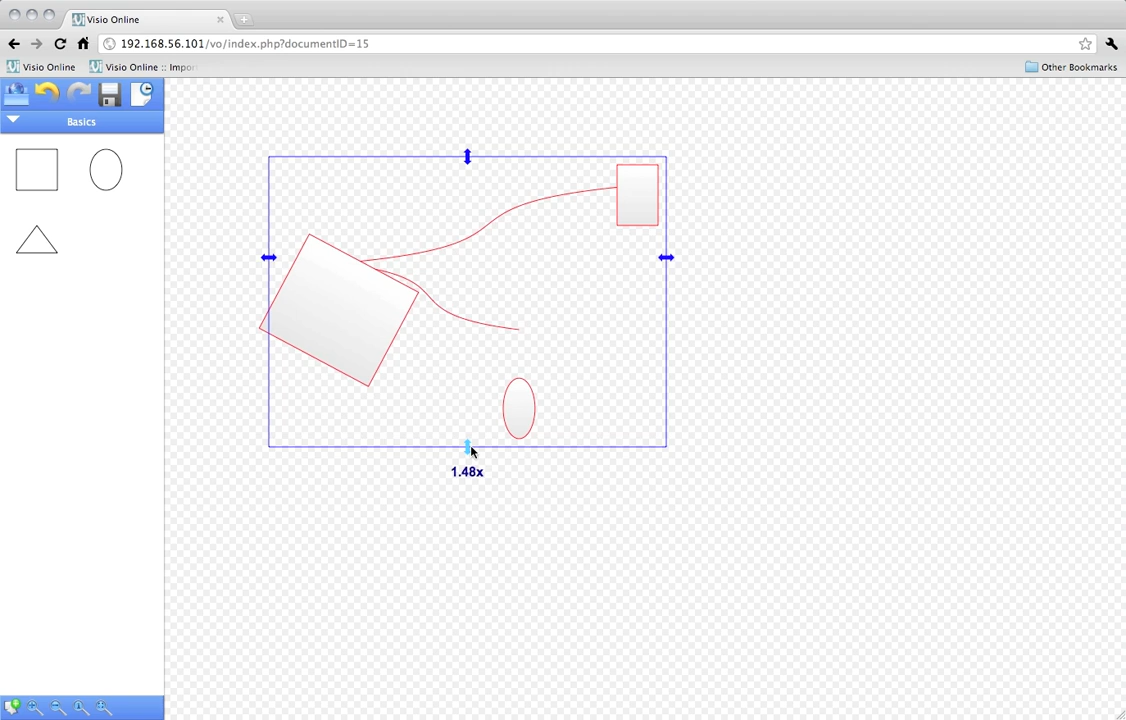 Visio Online
192.168.56.101/vo/index.php?documentID=15
Visio Online
Visio Online :: Impor
Other Bookmarks
Basics
1.48x